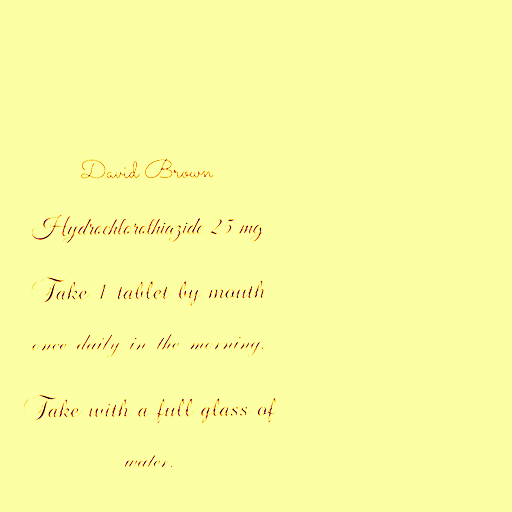 David Brown
Hydrochlorothiazide 25 mg
Take 1 tablet by mouth
once daily in the morning.
Take with a full glass of
water.